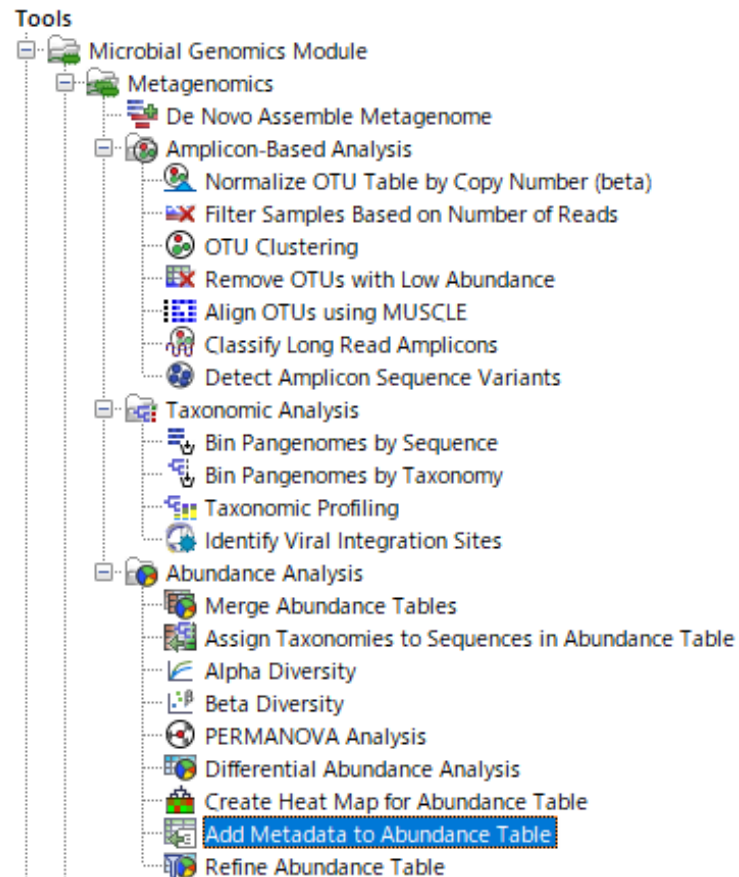 Tools
Microbial Genomics Module
Metagenomics
De Novo Assemble Metagenome
Amplicon-Based Analysis
Normalize OTU Table by Copy Number (beta)
Filter Samples Based on Number of Reads
OTU Clustering
Remove OTUs with Low Abundance
Align OTUs using MUSCLE
Classify Long Read Amplicons
Detect Amplicon Sequence Variants
Taxonomic Analysis
Bin Pangenomes by Sequence
Bin Pangenomes by Taxonomy
Taxonomic Profiling
Identify Viral Integration Sites
Abundance Analysis
Merge Abundance Tables
Assign Taxonomies to Sequences in Abundance Table
Alpha Diversity
Beta Diversity
PERMANOVA Analysis
Differential Abundance Analysis
Create Heat Map for Abundance Table
Add Metadata to Abundance Table
Refine Abundance Table